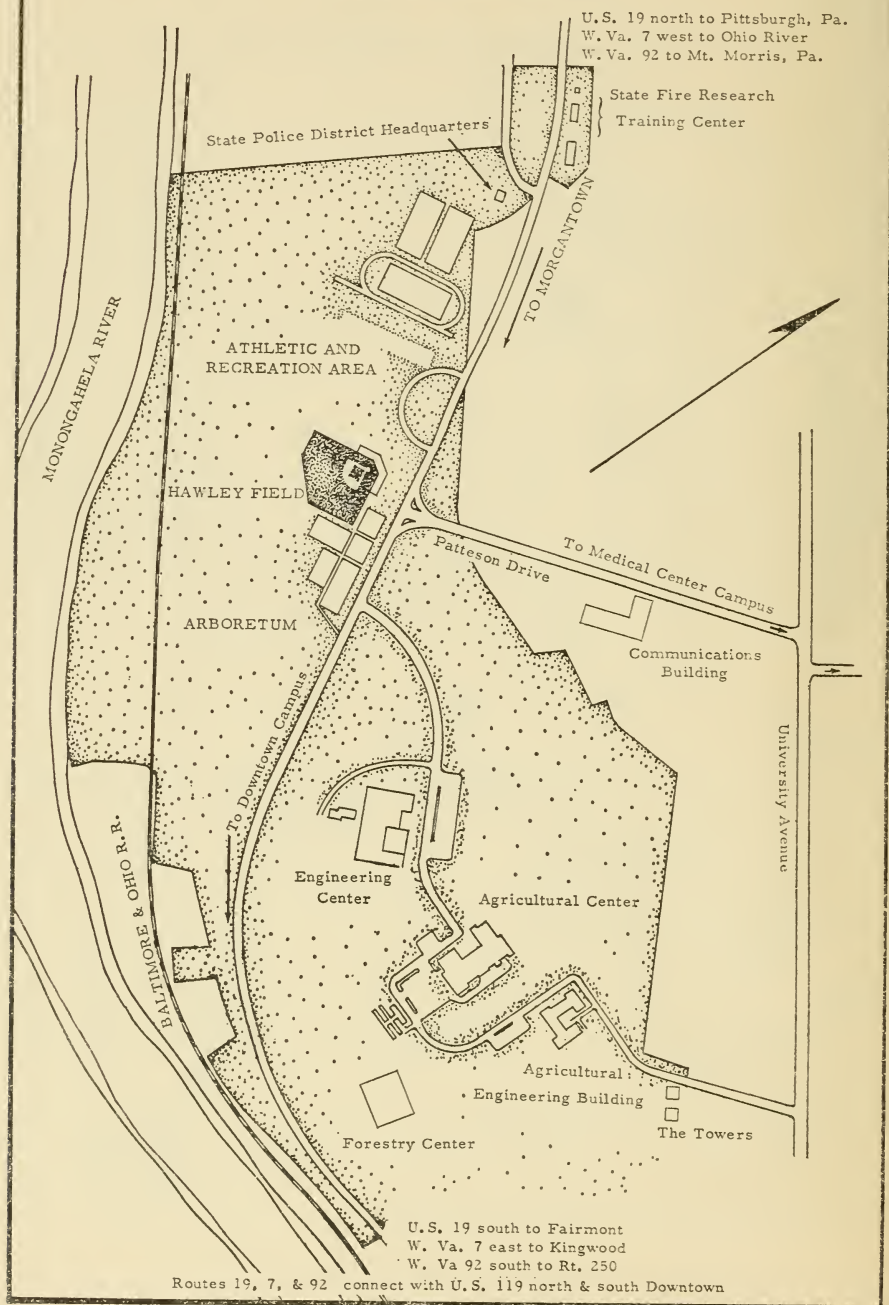 U.S. 19 north to Pittsburgh, Pa.
W. Va. 7 west to Ohio River
W. Va. 92 to Mt. Morris, Pa.
State Fire Research
Training Center
State Police District Headquarters
TO MORGANTOWN
MONONGAHELA RIVER
ATHLETIC AND
RECREATION AREA
HAWLEY FIELD
To Medical Center Campus
Patteson Drive
ARBORETUM
Communications
Building
To Downtown Campus
University Avenue
BALTIMORE & OHIO R.R.
Engineering
Center
Agricultural Center
Agricultural
Engineering Building
The Towers
Forestry Center
U.S. 19 south to Fairmont
W. Va. 7 east to Kingwood
W. Va 92 south to Rt. 250
Routes 19, 7, & 92 connect with U.S. 119 north & south Downtown